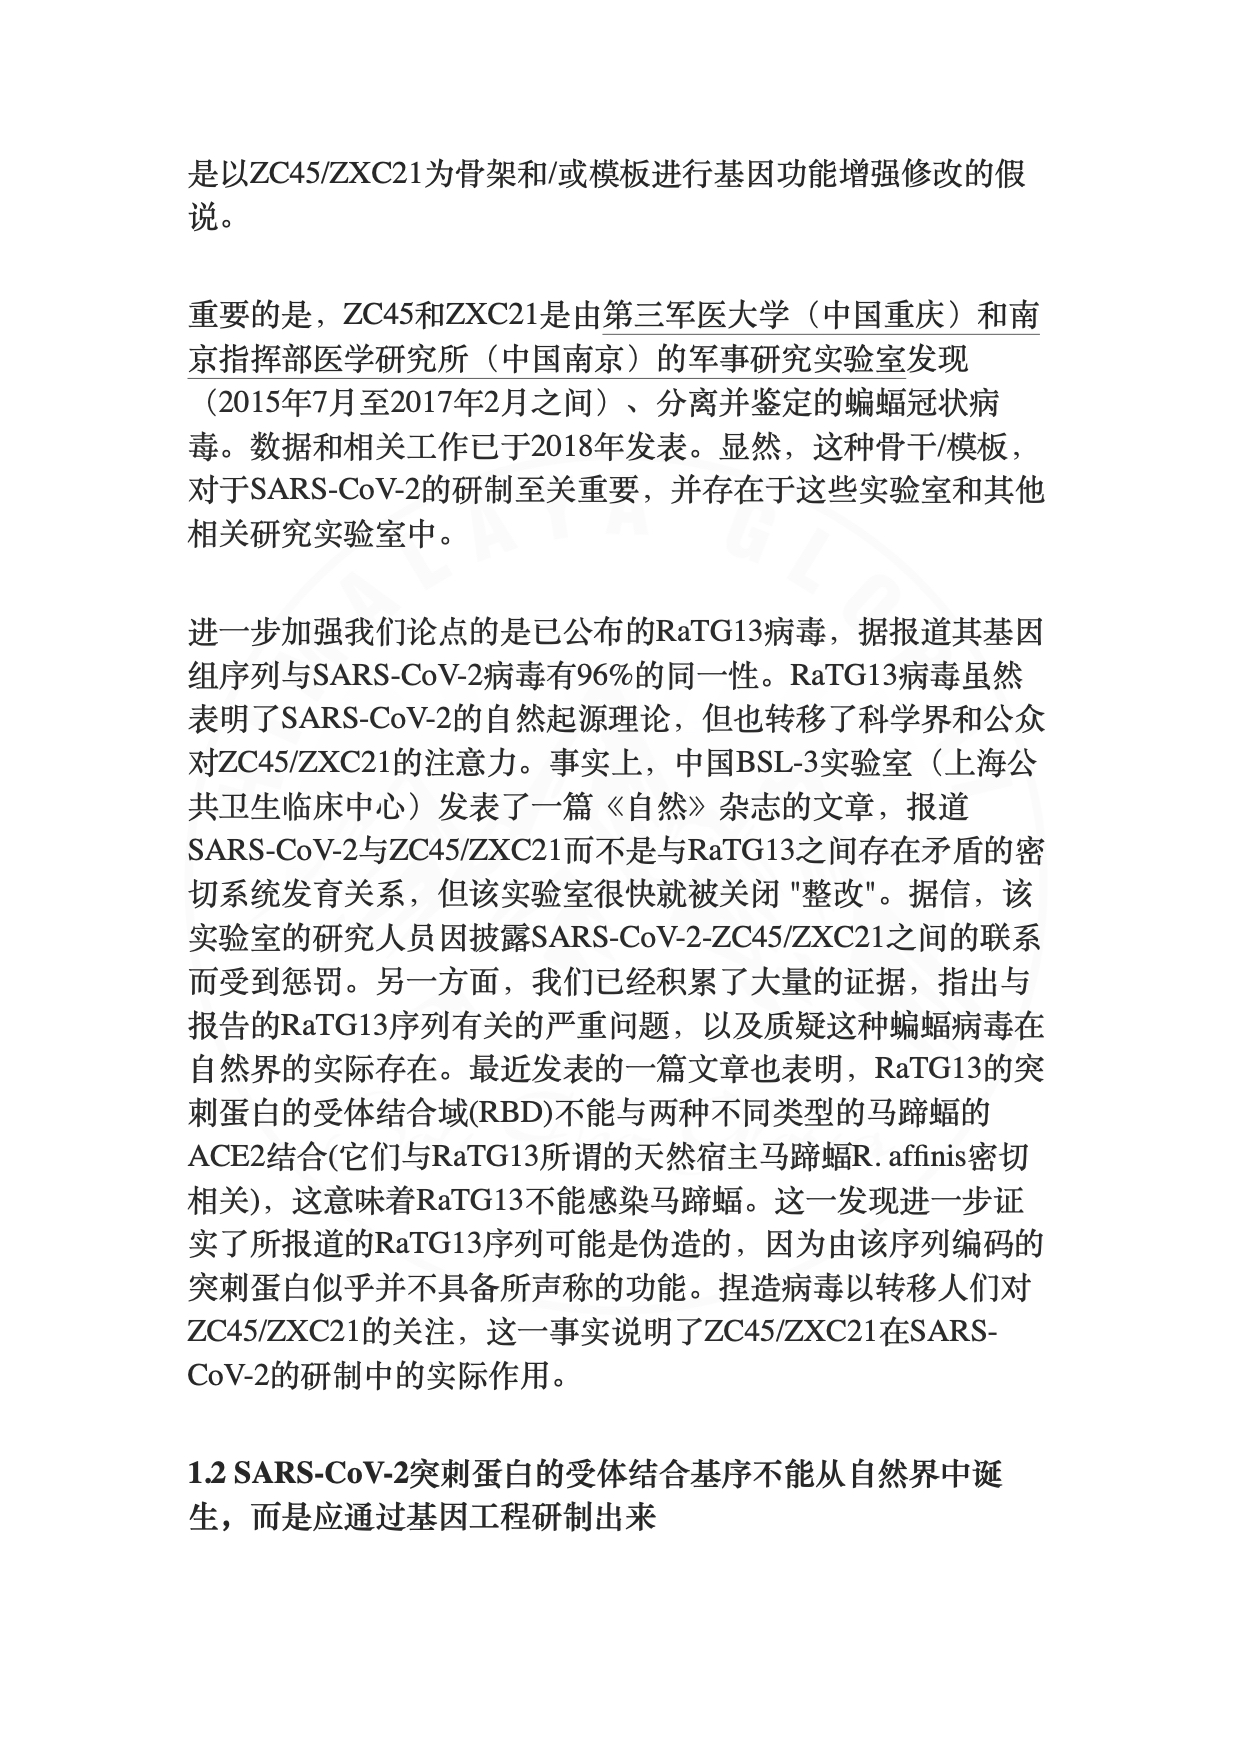 是以ZC45/ZXC21为骨架和/或模板进行基因功能增强修改的假
说。
重要的是，ZC45和ZXC21是由第三军医大学（中国重庆）和南
京指挥部医学研究所（中国南京）的军事研究实验室发现
（2015年7月至2017年2月之间）、分离并鉴定的蝙蝠冠状病
毒。数据和相关工作已于2018年发表。显然，这种骨干/模板，
对于SARS-CoV-2的研制至关重要，并存在于这些实验室和其他
相关研究实验室中。
进一步加强我们论点的是已公布的RaTG13病毒，据报道其基因
组序列与SARS-CoV-2病毒有96%的同一性。RaTG13病毒虽然
表明了SARS-CoV-2的自然起源理论，但也转移了科学界和公众
对ZC45/ZXC21的注意力。事实上，中国BSL-3实验室（上海公
共卫生临床中心）发表了一篇《自然》杂志的文章，报道
SARS-CoV-2与ZC45/ZXC21而不是与RaTG13之间存在矛盾的密
切系统发育关系，但该实验室很快就被关闭 "整改"。据信，该
实验室的研究人员因披露SARS-CoV-2-ZC45/ZXC21之间的联系
而受到惩罚。另一方面，我们已经积累了大量的证据，指出与
报告的RaTG13序列有关的严重问题，以及质疑这种蝙蝠病毒在
自然界的实际存在。最近发表的一篇文章也表明，RaTG13的突
刺蛋白的受体结合域(RBD)不能与两种不同类型的马蹄蝠的
ACE2结合(它们与RaTG13所谓的天然宿主马蹄蝠R. affinis密切
相关)，这意味着RaTG13不能感染马蹄蝠。这一发现进一步证
实了所报道的RaTG13序列可能是伪造的，因为由该序列编码的
突刺蛋白似乎并不具备所声称的功能。捏造病毒以转移人们对
ZC45/ZXC21的关注，这一事实说明了ZC45/ZXC21在SARS-
CoV-2的研制中的实际作用。
1.2 SARS-CoV-2突刺蛋白的受体结合基序不能从自然界中诞
生，而是应通过基因工程研制出来